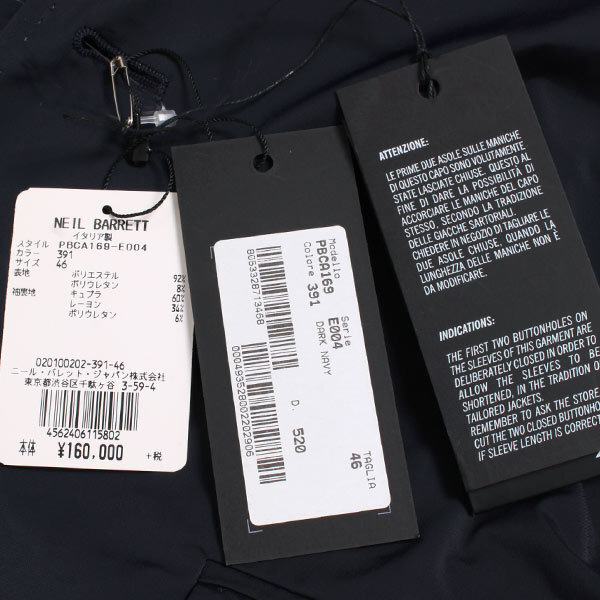 NEIL BARRETT
イタリア製
スタイル PBCA169-E004
カラー 391
サイズ 46
表地 ポリエステル 92%
ポリウレタン 8%
袖裏地 キュプラ 60%
レーヨン 34%
ポリウレタン 6%
020100202-391-46
ニール・バレット・ジャパン株式会社
東京都渋谷区千駄ヶ谷 3-59-4
4562406115802
本体 ¥160,000 +税
Modello Serie
PBCA169 E004
Colore 391 DARK NAVY
8053328713468
D. 520
TAGLIA
46
000493528002202906
ATTENZIONE:
LE PRIME DUE ASOLE SULLE MANICHE
DI QUESTO CAPO SONO VOLUTAMENTE
STATE LASCIATE CHIUSE. QUESTO AL
FINE DI DARE LA POSSIBILITÀ DI
ACCORCIARE LE MANICHE DEL CAPO
STESSO, SECONDO LA TRADIZIONE
DELLE GIACCHE SARTORIALI.
CHIEDERE IN NEGOZIO DI TAGLIARE LE
DUE ASOLE CHIUSE, QUANDO LA
LUNGHEZZA DELLE MANICHE NON È
DA MODIFICARE.
INDICATIONS:
THE FIRST TWO BUTTONHOLES ON
THE SLEEVES OF THIS GARMENT ARE
DELIBERATELY CLOSED IN ORDER TO
ALLOW THE SLEEVES TO BE
SHORTENED, IN THE TRADITION OF
TAILORED JACKETS.
REMEMBER TO ASK THE STORE
CUT THE TWO CLOSED BUTTONHO
IF SLEEVE LENGTH IS CORRECT